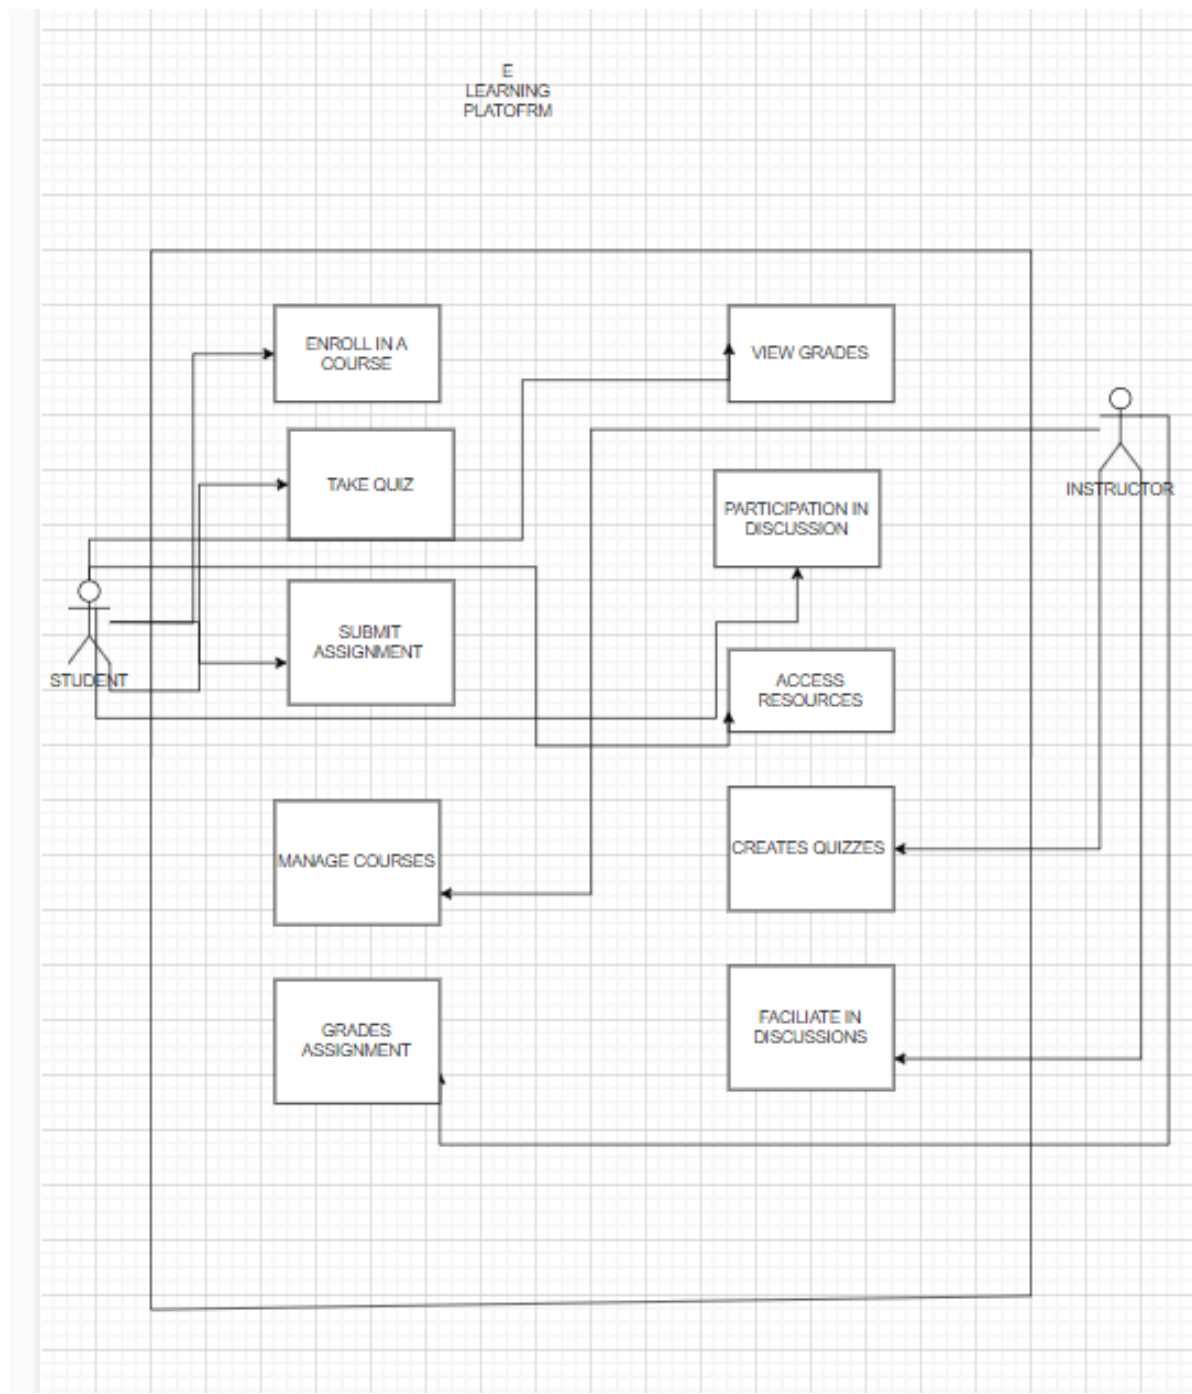 E
LEARNING
PLATOFRM
ENROLL IN A
COURSE
VIEW GRADES
TAKE QUIZ
PARTICIPATION IN
DISCUSSION
INSTRUCTOR
SUBMIT
ASSIGNMENT
STUDENT
ACCESS
RESOURCES
MANAGE COURSES
CREATES QUIZZES
GRADES
ASSIGNMENT
FACILIATE IN
DISCUSSIONS